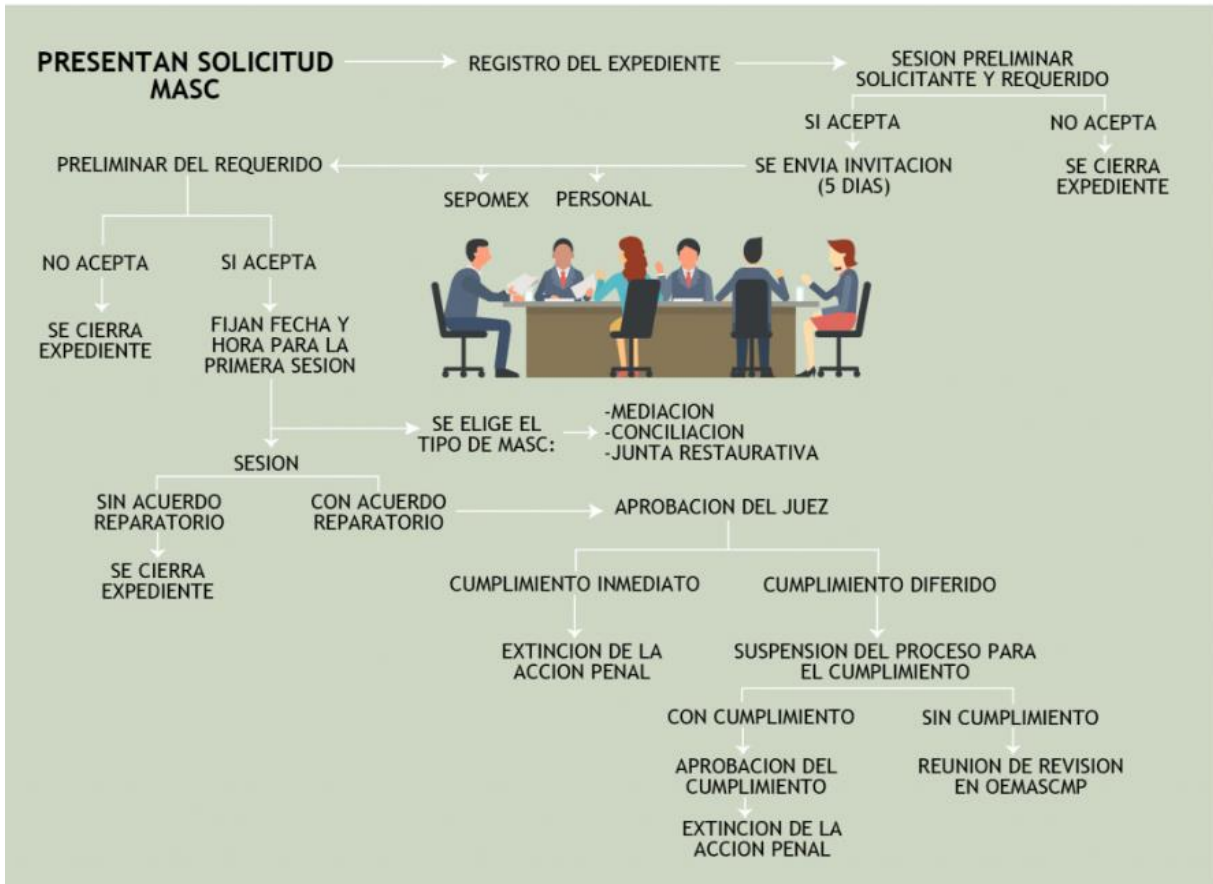 PRESENTAN SOLICITUD
MASC
REGISTRO DEL EXPEDIENTE
SESION PRELIMINAR
SOLICITANTE Y REQUERIDO
SI ACEPTA
NO ACEPTA
SE ENVIA INVITACION
(5 DIAS)
SE CIERRA
EXPEDIENTE
PRELIMINAR DEL REQUERIDO
SEPOMEX
PERSONAL
NO ACEPTA
SI ACEPTA
SE CIERRA
EXPEDIENTE
FIJAN FECHA Y
HORA PARA LA
PRIMERA SESION
SE ELIGE EL
TIPO DE MASC:
-MEDIACION
-CONCILIACION
-JUNTA RESTAURATIVA
SESION
SIN ACUERDO
REPARATORIO
CON ACUERDO
REPARATORIO
APROBACION DEL JUEZ
SE CIERRA
EXPEDIENTE
CUMPLIMIENTO INMEDIATO
CUMPLIMIENTO DIFERIDO
EXTINCION DE LA
ACCION PENAL
SUSPENSION DEL PROCESO PARA
EL CUMPLIMIENTO
CON CUMPLIMIENTO
SIN CUMPLIMIENTO
APROBACION DEL
CUMPLIMIENTO
REUNION DE REVISION
EN OEMASCMP
EXTINCION DE LA
ACCION PENAL